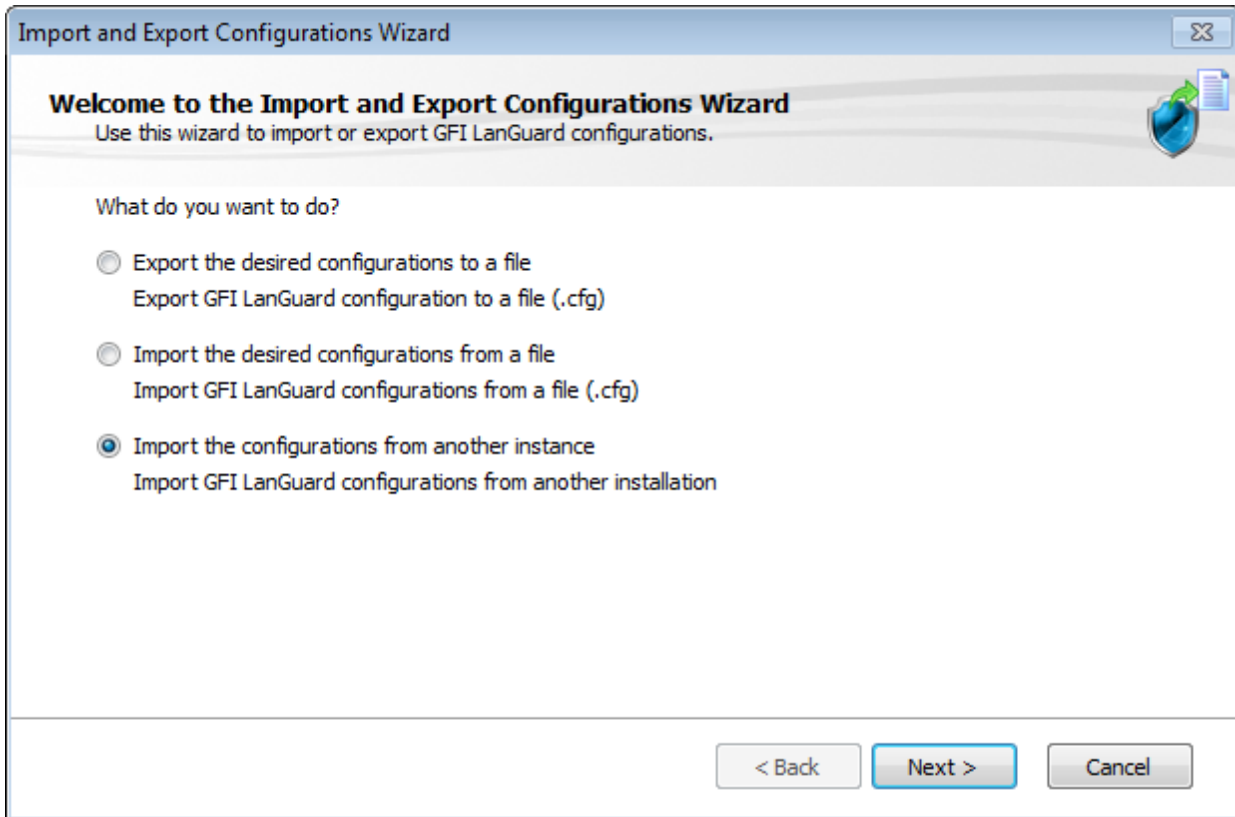 Import and Export Configurations Wizard
Welcome to the Import and Export Configurations Wizard
Use this wizard to import or export GFI LanGuard configurations.
What do you want to do?
Export the desired configurations to a file
Export GFI LanGuard configuration to a file (.cfg)
Import the desired configurations from a file
Import GFI LanGuard configurations from a file (.cfg)
Import the configurations from another instance
Import GFI LanGuard configurations from another installation
< Back Next > Cancel